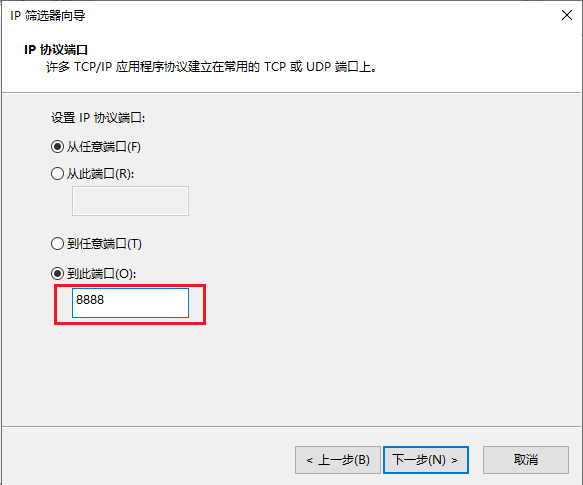 IP 筛选器向导
IP 协议端口
许多 TCP/IP 应用程序协议建立在常用的 TCP 或 UDP 端口上。
设置 IP 协议端口:
从任意端口(F)
从此端口(R):
到任意端口(T)
到此端口(O):
8888
< 上一步(B) 下一步(N) > 取消